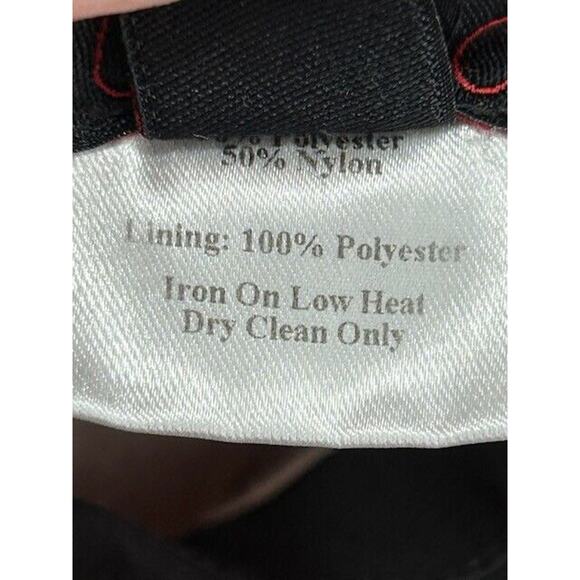 Polyester
50% Nylon
Lining: 100% Polyester
Iron On Low Heat
Dry Clean Only